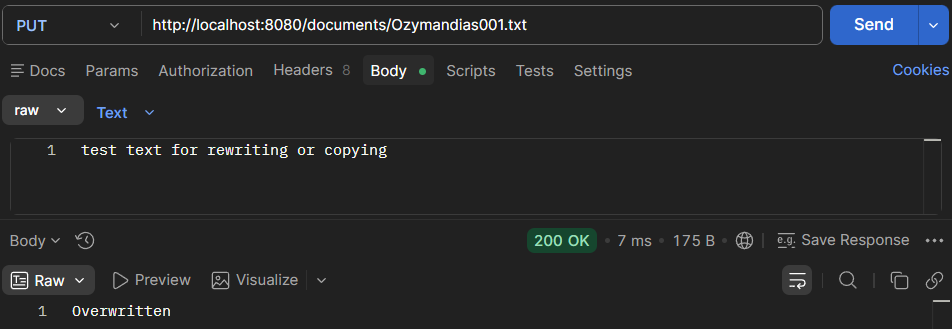 PUT http://localhost:8080/documents/Ozymandias001.txt Send
Docs Params Authorization Headers 8 Body Scripts Tests Settings Cookies
raw Text
1 test text for rewriting or copying
Body 200 OK • 7 ms • 175 B • e.g. Save Response
Raw Preview Visualize
1 Overwritten